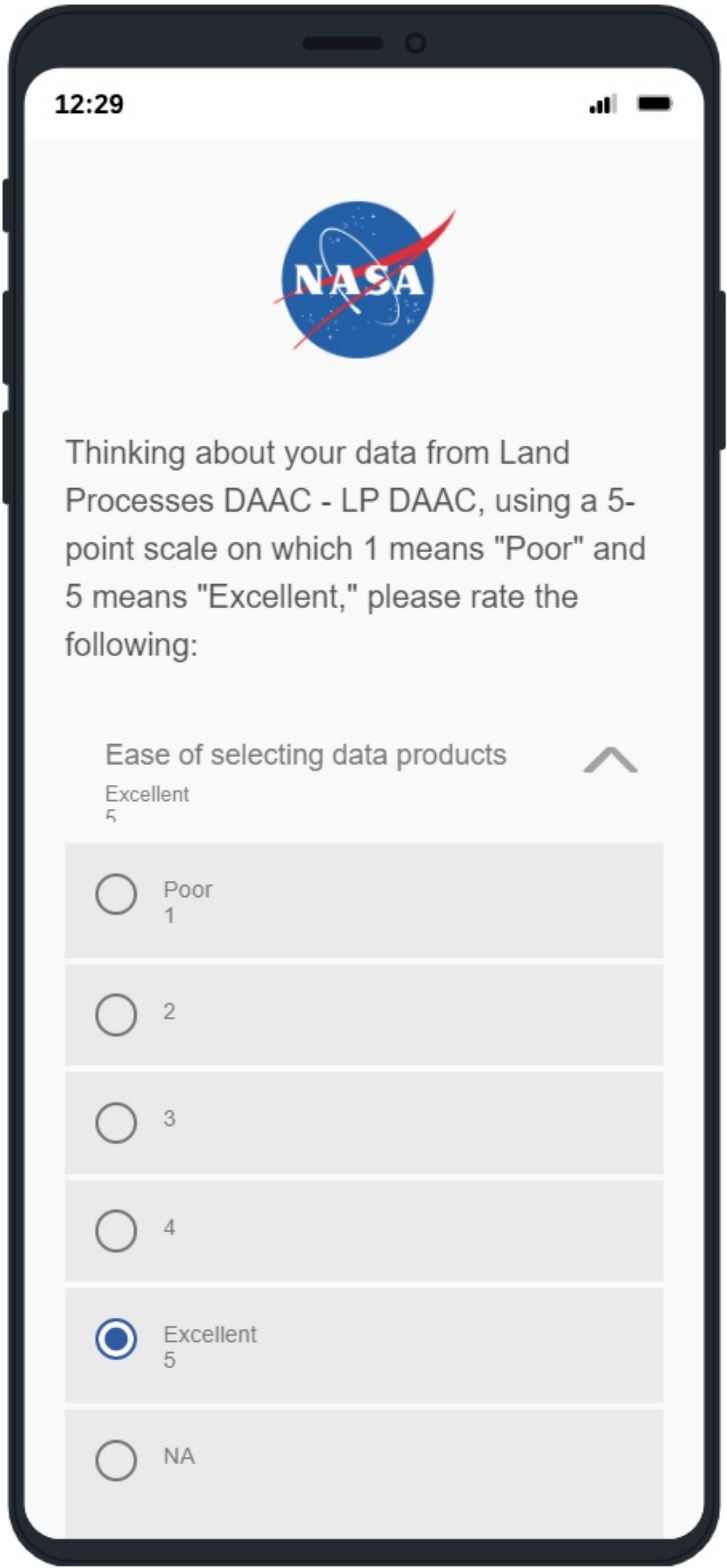 12:29
NASA
Thinking about your data from Land
Processes DAAC - LP DAAC, using a 5-
point scale on which 1 means "Poor" and
5 means "Excellent," please rate the
following:
Ease of selecting data products
Excellent
5
Poor
1
2
3
4
Excellent
5
NA